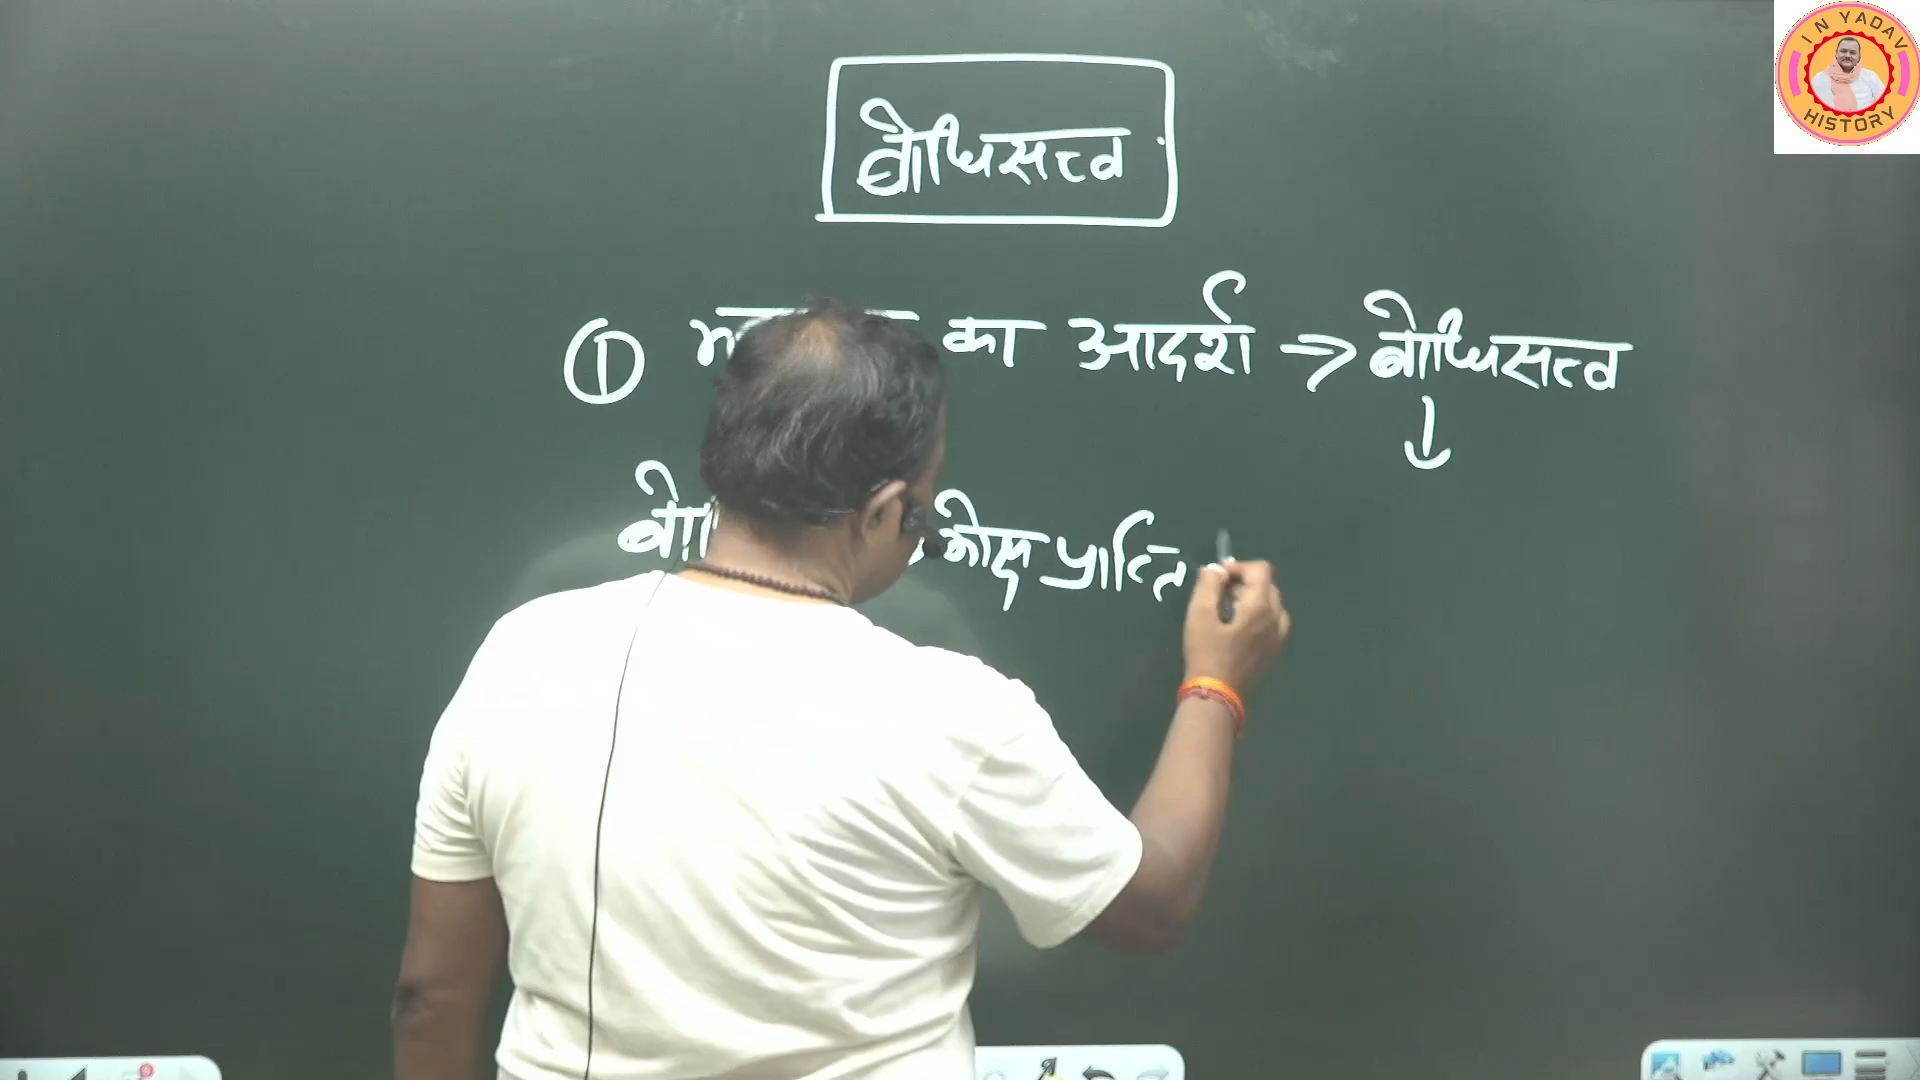 I N YADAV
HISTORY
बोधिसत्त्व
① का आदर्श → बोधिसत्त्व
↓
मोक्ष प्राप्ति